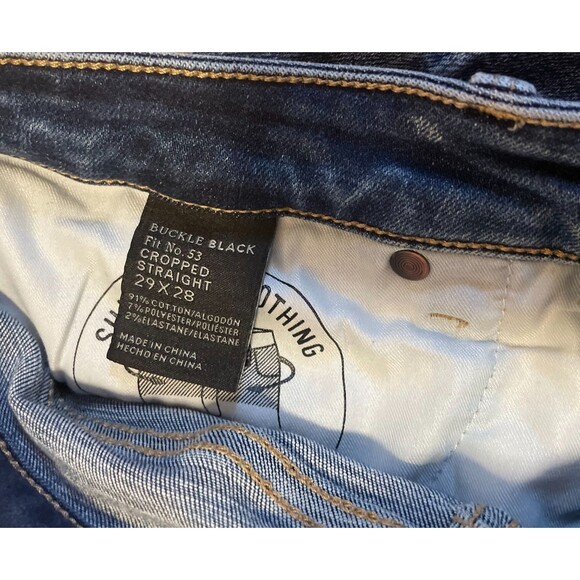 BUCKLE BLACK
Fit No. 53
CROPPED
STRAIGHT
29 X 28
91% COTTON/ALGODÓN
7% POLYESTER/POLIÉSTER
2% ELASTANE/ELASTANE
MADE IN CHINA
HECHO EN CHINA